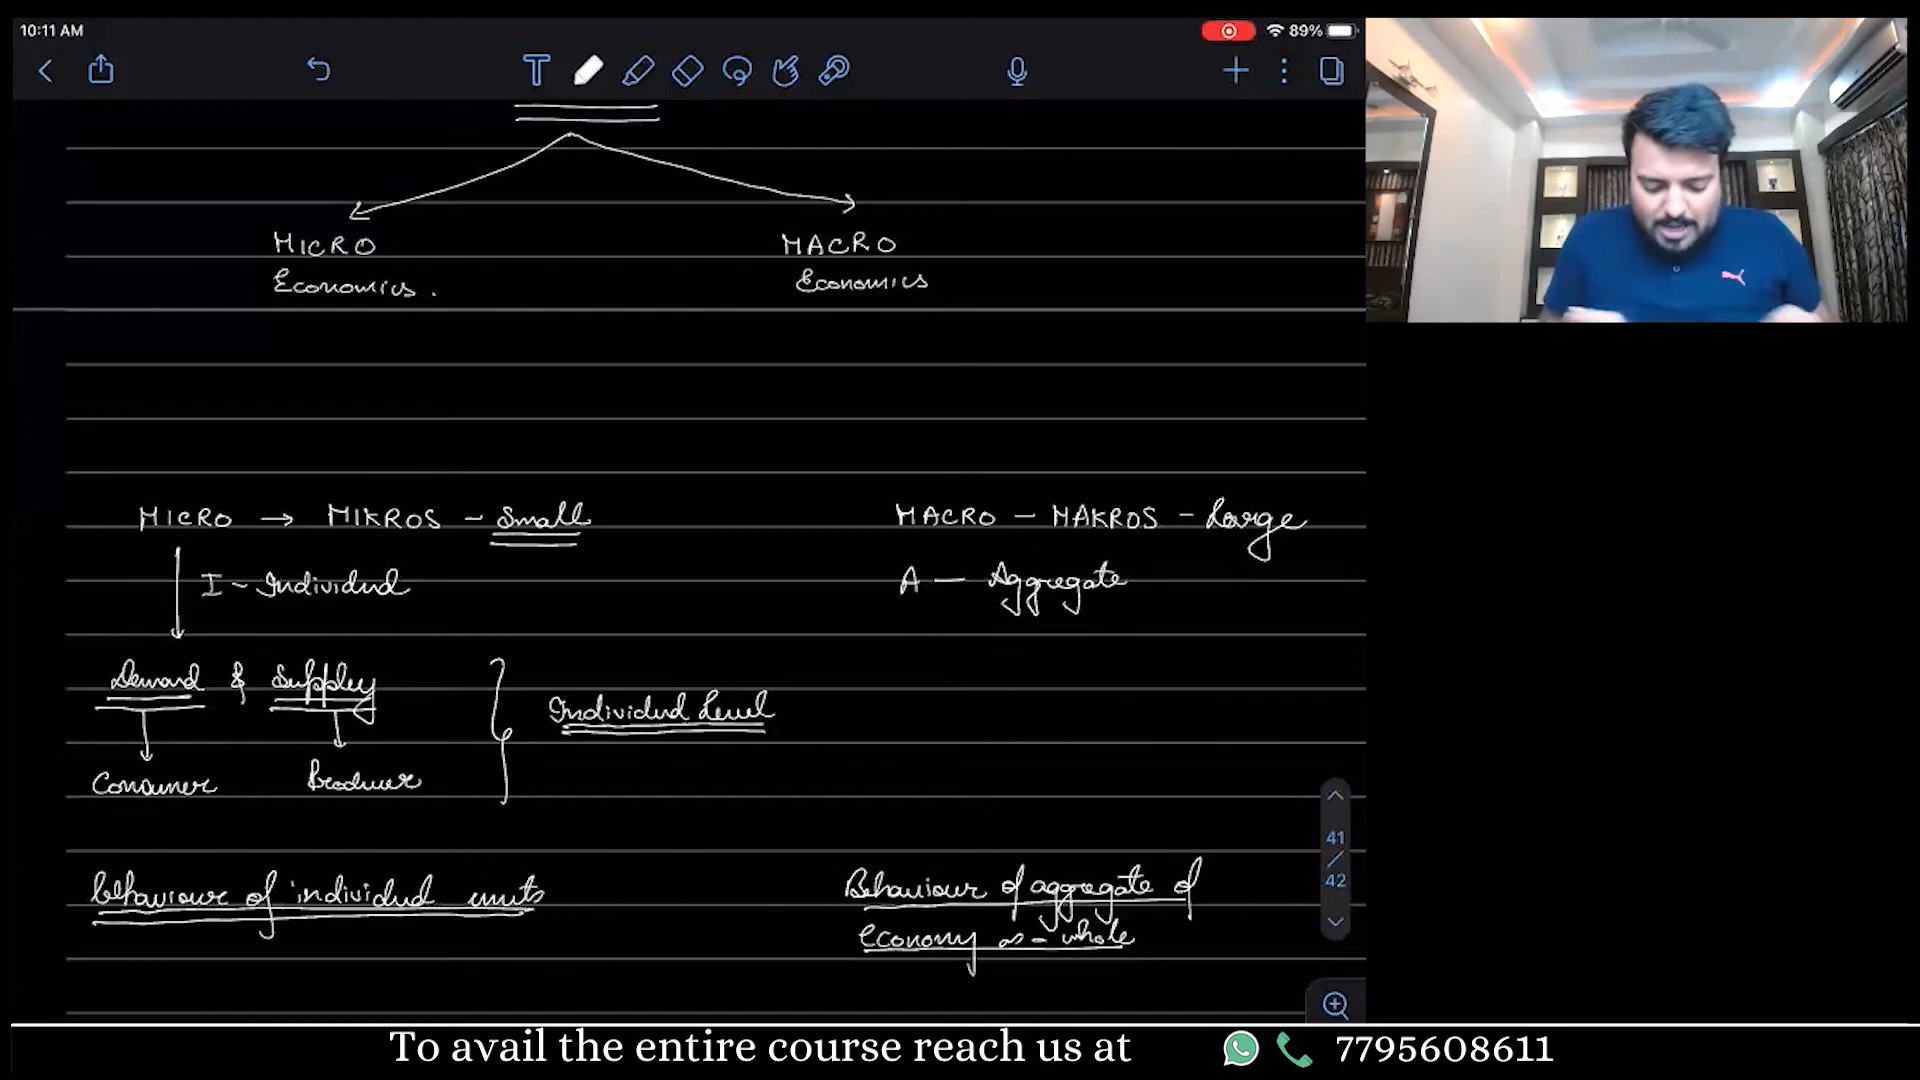 10:11 AM
89%
MICRO
Economics.
MACRO
Economics
MICRO → MIKROS - Small
MACRO - MAKROS - Large
I - Individual
A - Aggregate
Demand & Supply
Individual Level
Consumer
Producer
41
/
42
behaviour of individual units
Behaviour of aggregate of
economy as-a whole
To avail the entire course reach us at 7795608611